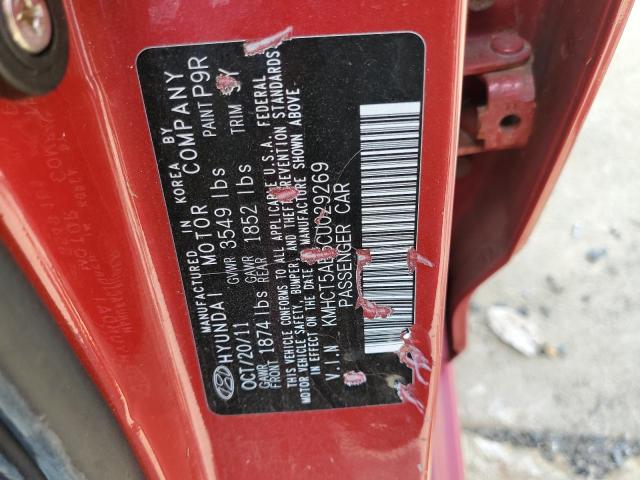 MANUFACTURED IN KOREA BY
HYUNDAI MOTOR COMPANY
OCT/20/11 GVWR 3549 lbs PAINT P9R
GAWR FRONT 1874 lbs GAWR REAR 1852 lbs TRIM
THIS VEHICLE CONFORMS TO ALL APPLICABLE U.S.A. FEDERAL
MOTOR VEHICLE SAFETY, BUMPER, AND THEFT PREVENTION STANDARDS
IN EFFECT ON THE DATE OF MANUFACTURE SHOWN ABOVE.
V.I.N KMHCT5A
PASSENGER CAR